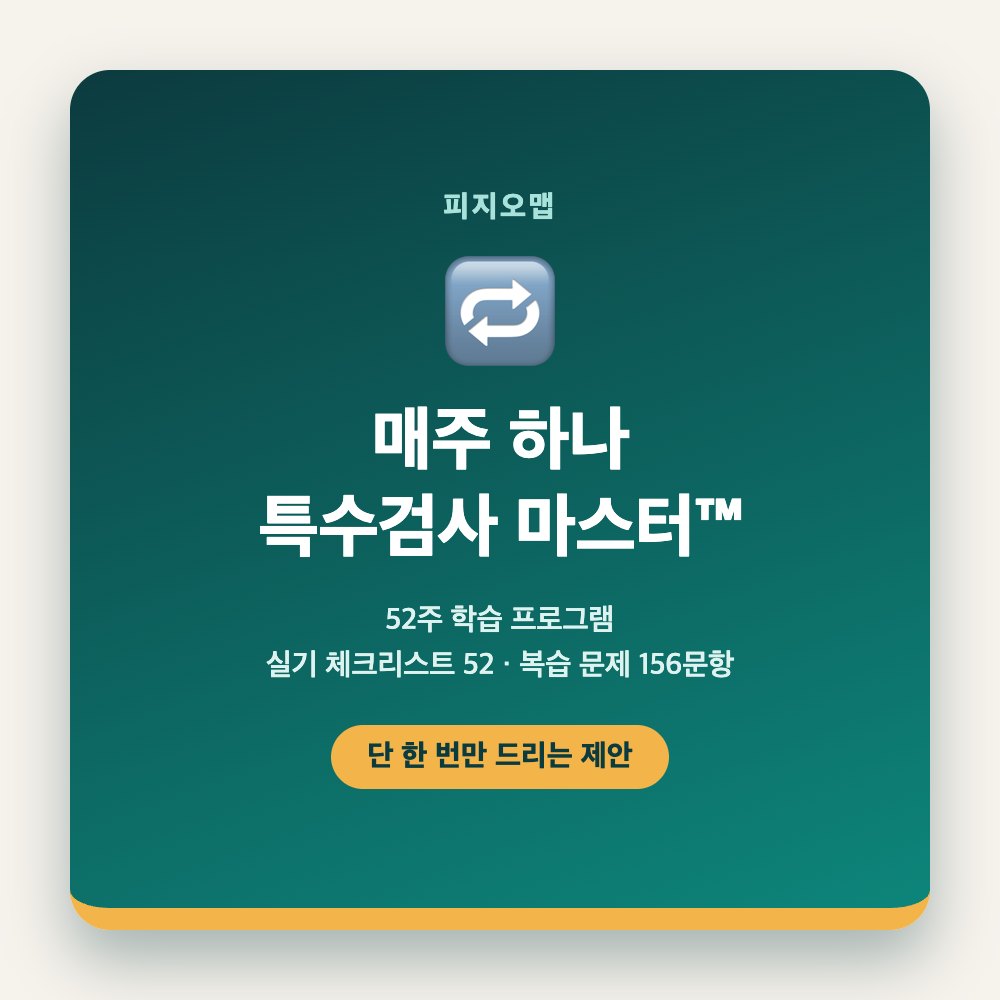 피지오맵
매주 하나
특수검사 마스터™
52주 학습 프로그램
실기 체크리스트 52 · 복습 문제 156문항
단 한 번만 드리는 제안